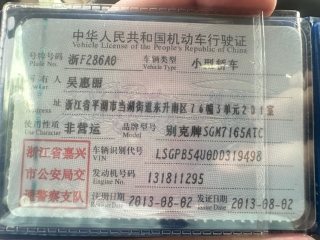 中华人民共和国机动车行驶证
Vehicle License of the People's Republic of China
号牌号码 浙F286A0 车辆类型 小型轿车
Plate No. Vehicle Type
所有人 吴惠丽
Owner
住址 浙江省平湖市当湖街道东升南区76幢3单元201室
使用性质 非营运 品牌型号 别克牌SGM7165ATC
Use Character Model
浙江省嘉兴 车辆识别代号 LSGPB54U0DD319498
VIN
市公安局交 发动机号码 131811295
Engine No.
通警察支队 注册日期 2013-08-02 发证日期 2013-08-02
Issue Date